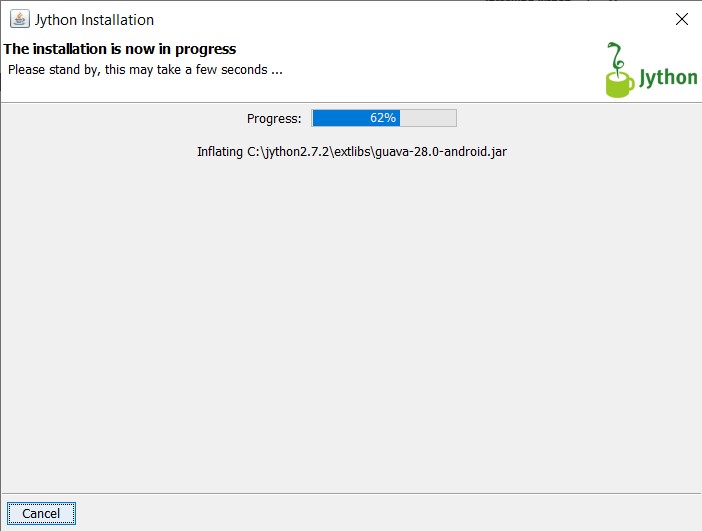 Jython Installation
The installation is now in progress
Please stand by, this may take a few seconds ...
Jython
Progress:
62%
Inflating C:\jython2.7.2\extlibs\guava-28.0-android.jar
Cancel